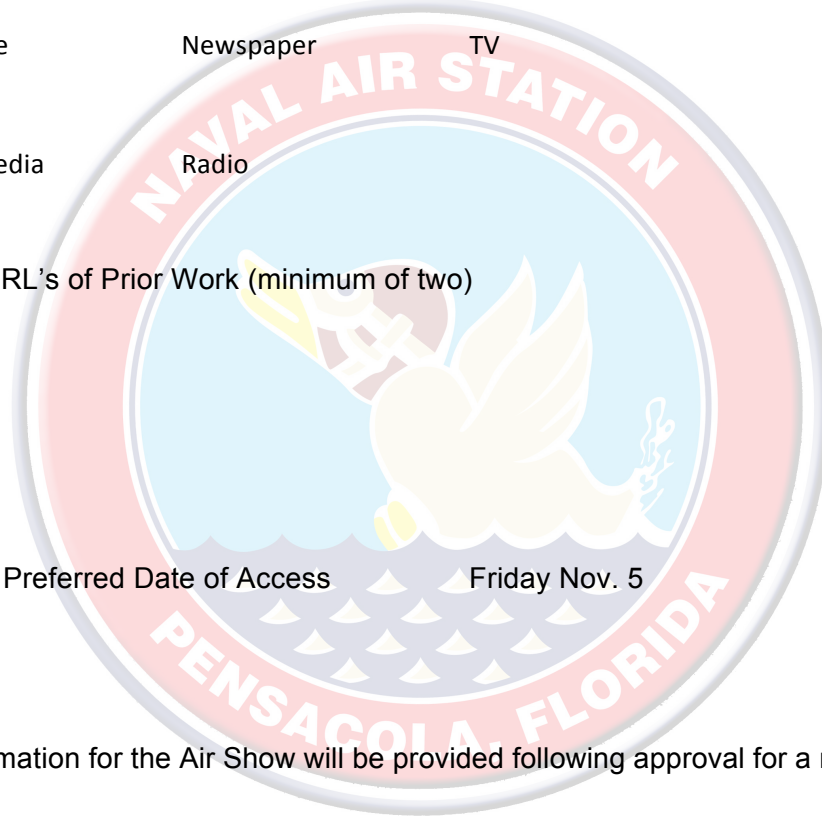 e Newspaper TV
NAVAL AIR STATION
edia Radio
RL's of Prior Work (minimum of two)
Preferred Date of Access Friday Nov. 5
PENSACOLA, FLORIDA
mation for the Air Show will be provided following approval for a